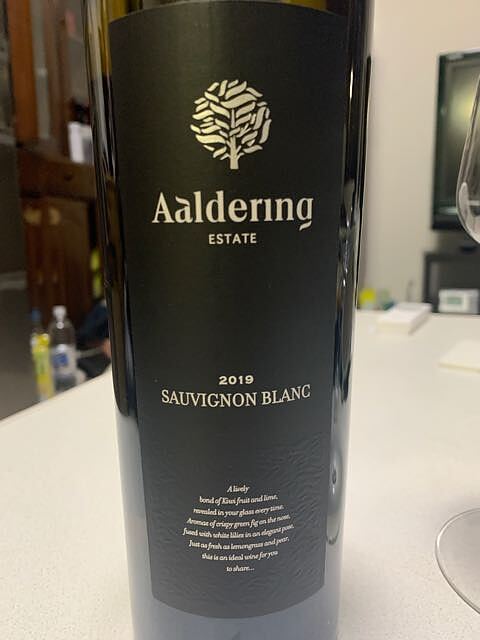 Aaldering
ESTATE
2019
SAUVIGNON BLANC
A lively
bond of Kiwi fruit and lime,
revealed in your glass every time.
Aromas of crispy green fig on the nose,
fused with white lilies in an elegant pose.
Just as fresh as lemongrass and pear,
this is an ideal wine for you
to share...